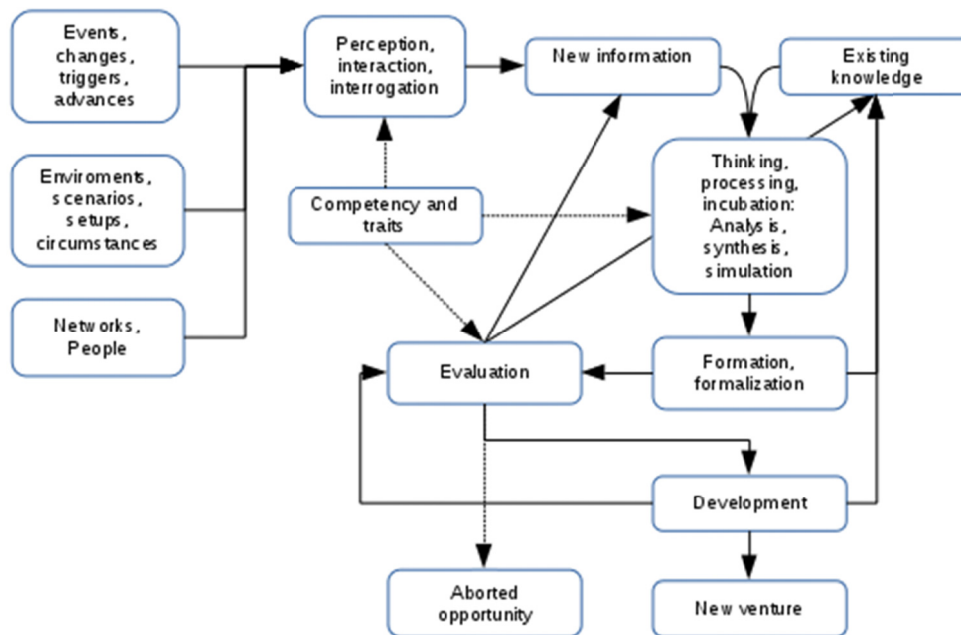 Events,
changes,
triggers,
advances
Perception,
interaction,
interrogation
New information
Existing
knowledge
Enviroments,
scenarios,
setups,
circumstances
Competency and
traits
Thinking,
processing,
incubation:
Analysis,
synthesis,
simulation
Networks,
People
Evaluation
Formation,
formalization
Development
Aborted
opportunity
New venture